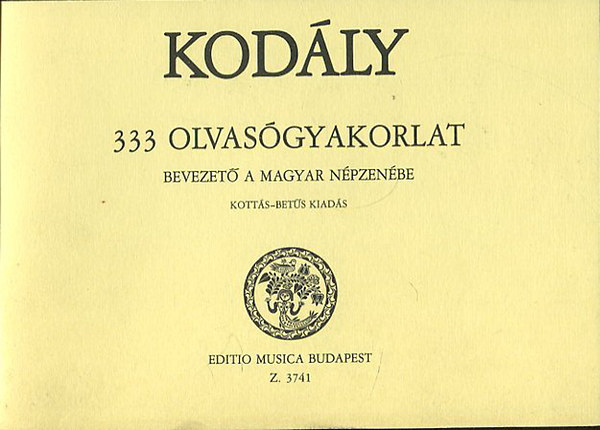 KODÁLY
333 OLVASÓGYAKORLAT
BEVEZETŐ A MAGYAR NÉPZENÉBE
KOTTÁS-BETŰS KIADÁS
EDITIO MUSICA BUDAPEST
Z. 3741